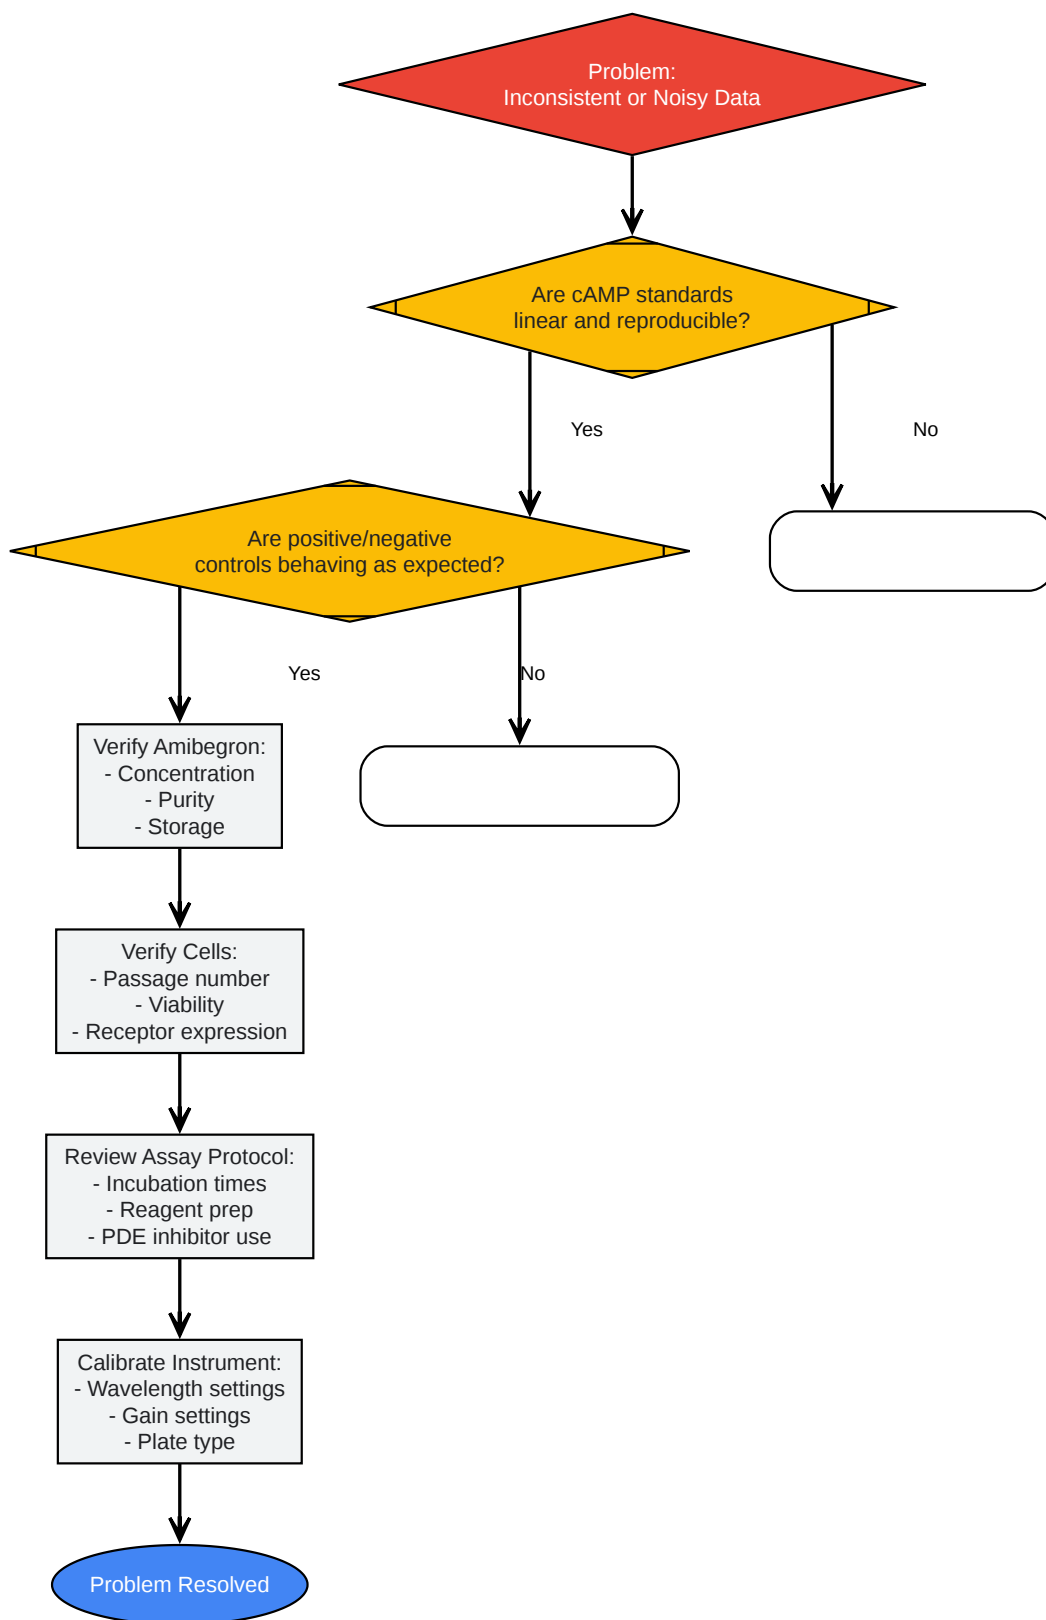 Problem:
Inconsistent or Noisy Data
Are cAMP standards
linear and reproducible?
Yes
No
Are positive/negative
controls behaving as expected?
Yes
No
Verify Amibegron:
- Concentration
- Purity
- Storage
Verify Cells:
- Passage number
- Viability
- Receptor expression
Review Assay Protocol:
- Incubation times
- Reagent prep
- PDE inhibitor use
Calibrate Instrument:
- Wavelength settings
- Gain settings
- Plate type
Problem Resolved